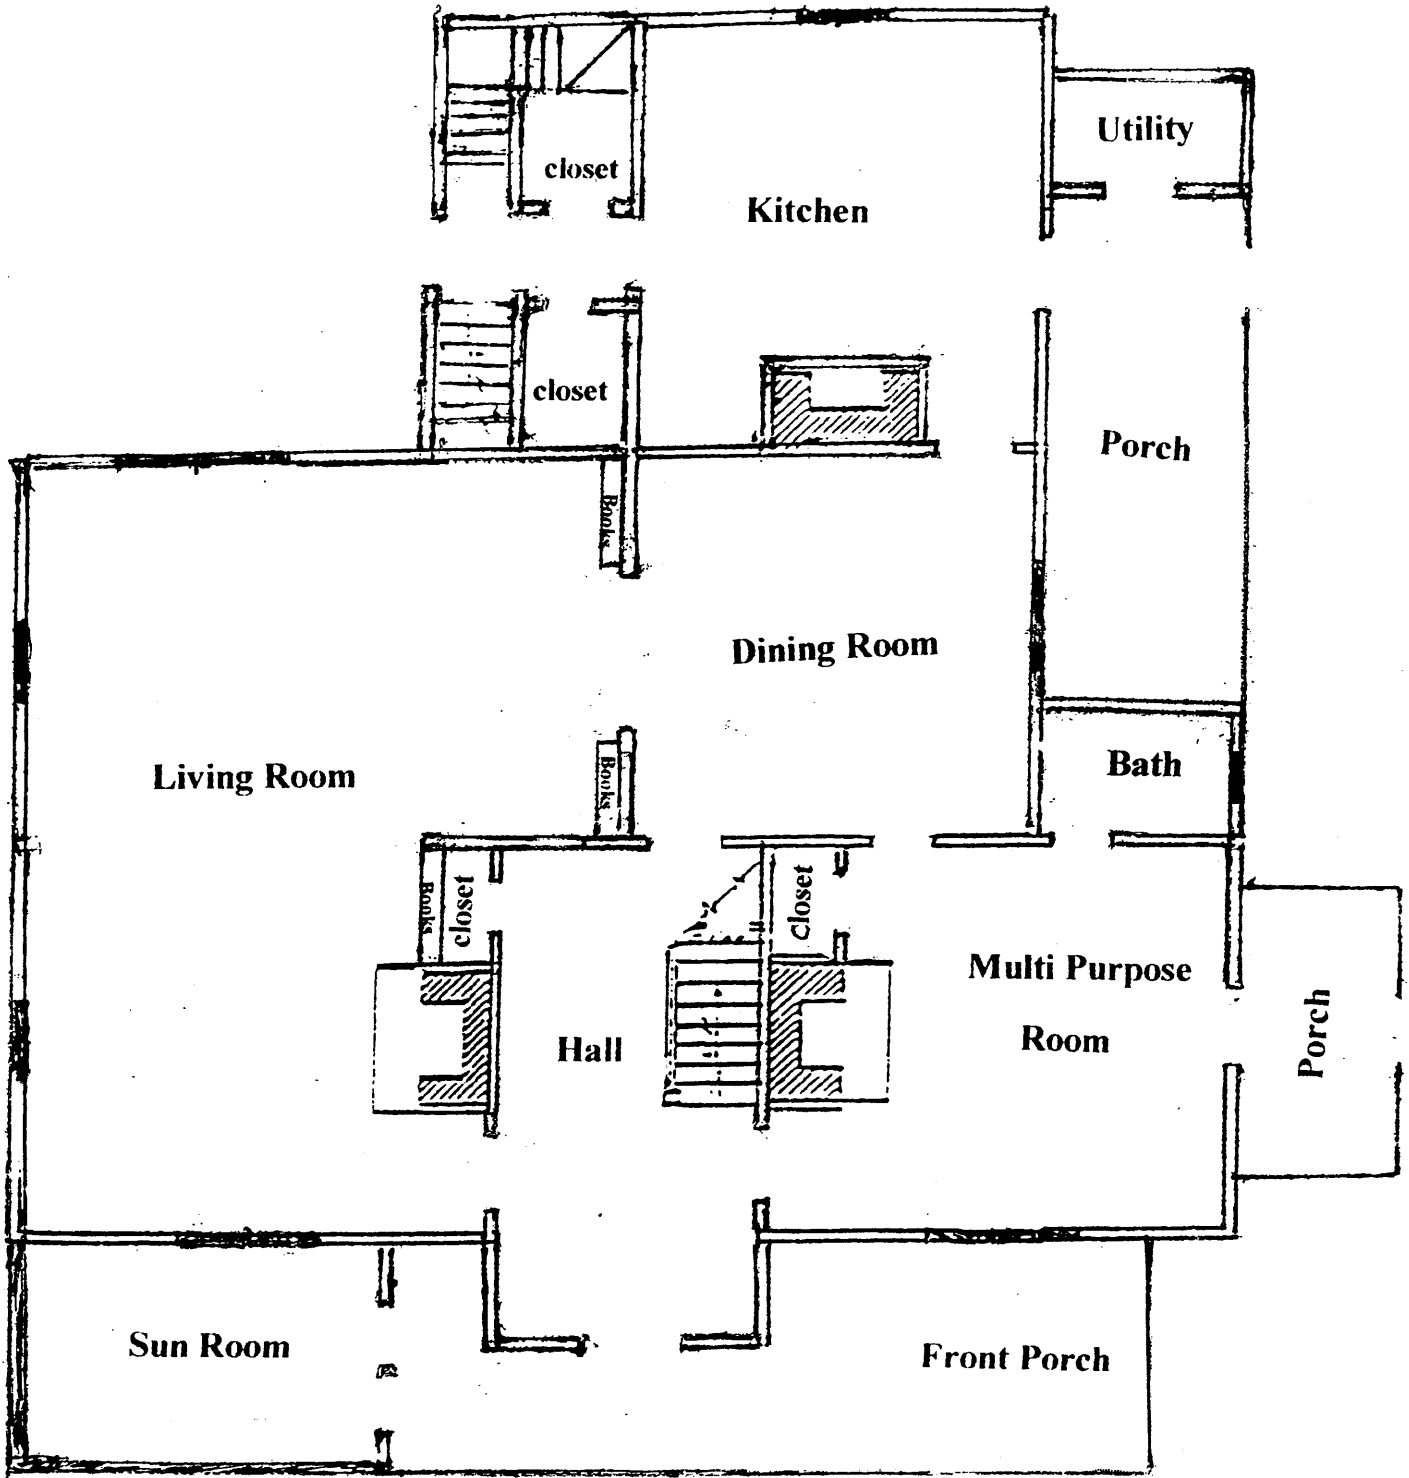 Utility
closet
Kitchen
closet
Porch
Books
Dining Room
Bath
Living Room
Books
Books
closet
Closet
Multi Purpose
Room
Porch
Hall
Sun Room
Front Porch